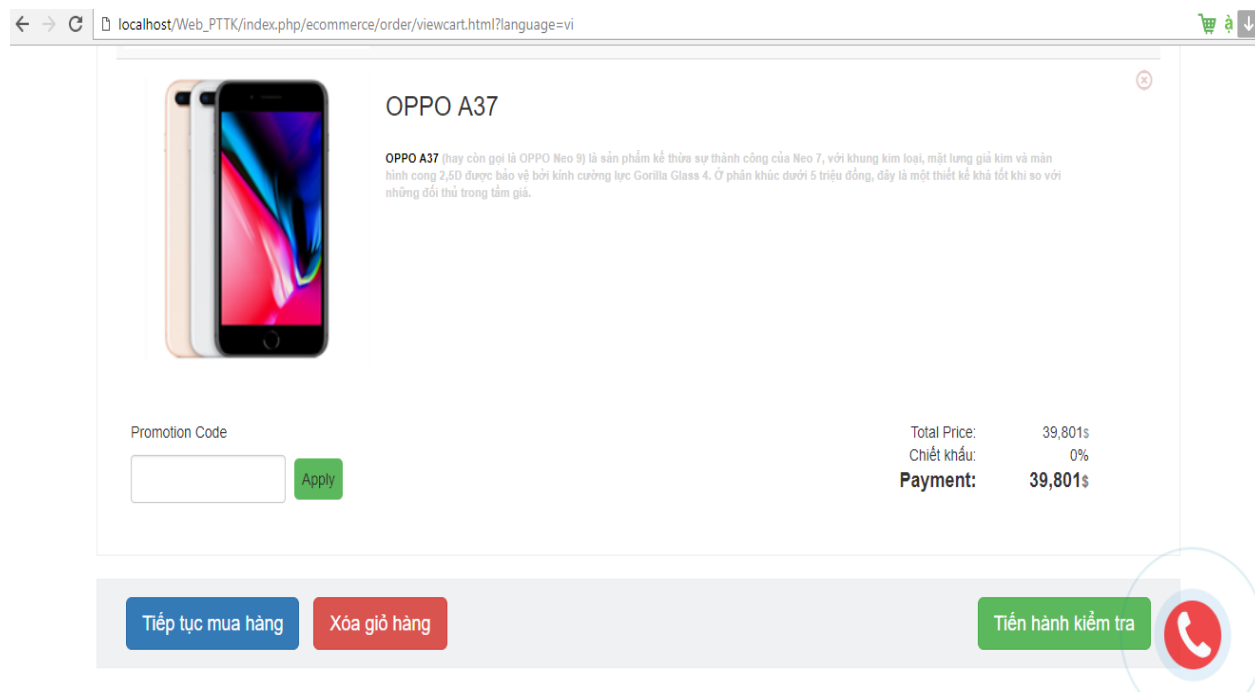 localhost/Web_PTTK/index.php/ecommerce/order/viewcart.html?language=vi
OPPO A37
OPPO A37 (hay còn gọi là OPPO Neo 9) là sản phẩm kế thừa sự thành công của Neo 7, với khung kim loại, mặt lưng giả kim và màn
hình cong 2,5D được bảo vệ bởi kính cường lực Gorilla Glass 4. Ở phân khúc dưới 5 triệu đồng, đây là một thiết kế khá tốt khi so với
những đối thủ trong tầm giá.
Promotion Code
Apply
Total Price: 39,801$
Chiết khấu: 0%
Payment: 39,801$
Tiếp tục mua hàng Xóa giỏ hàng Tiến hành kiểm tra